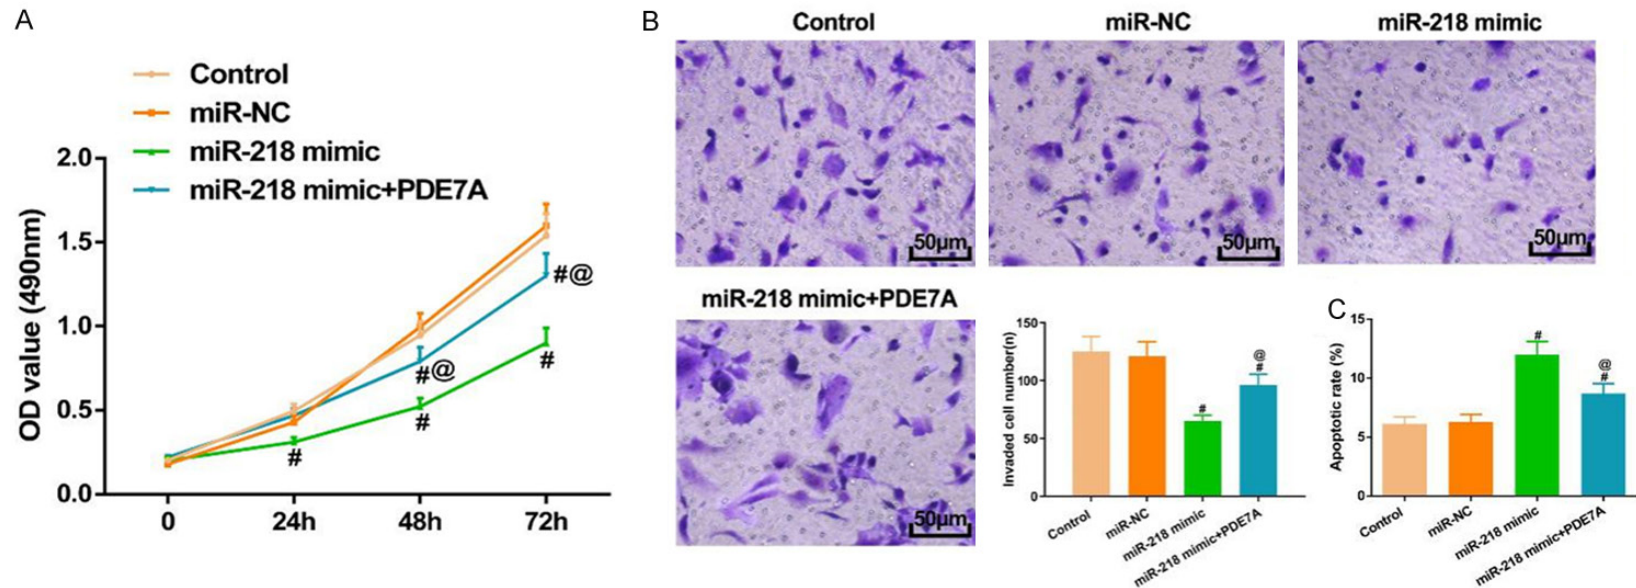 A
Control
miR-NC
miR-218 mimic
miR-218 mimic+PDE7A
OD value (490nm)
2.0
1.5
1.0
0.5
0.0
0
24h
48h
72h
#
#@
#
#@
#
B
Control
miR-NC
miR-218 mimic
50μm
50μm
50μm
miR-218 mimic+PDE7A
50μm
Invaded cell number(n)
150
100
50
0
#
@
#
Control
miR-NC
miR-218 mimic
miR-218 mimic+PDE7A
C
Apoptotic rate (%)
15
10
5
0
#
@
#
Control
miR-NC
miR-218 mimic
miR-218 mimic+PDE7A